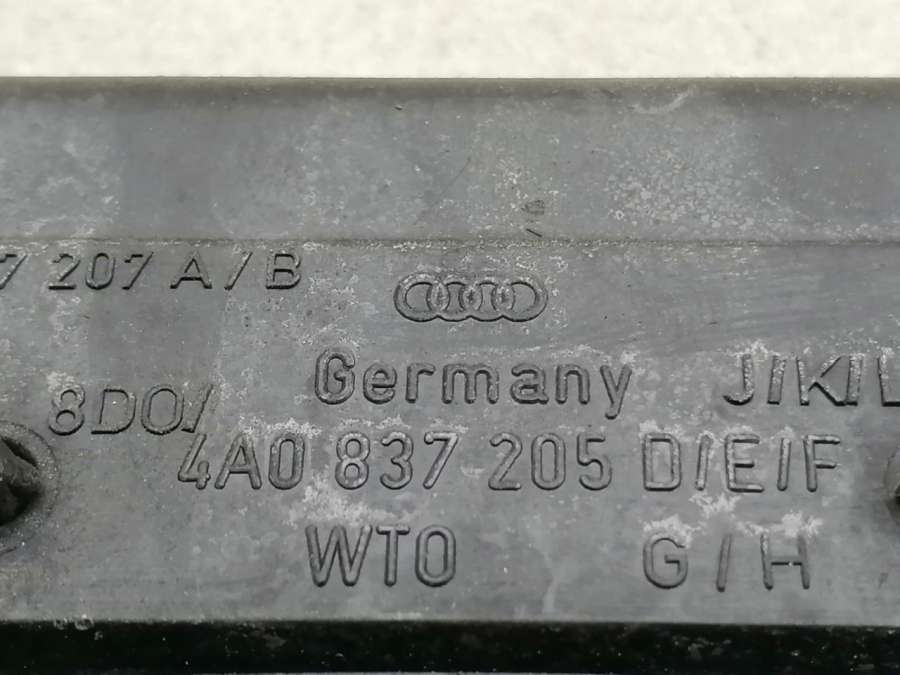 7 207 A/B
Germany
J/K/L
8D0/
4A0 837 205 D/E/F
WTO
G/H